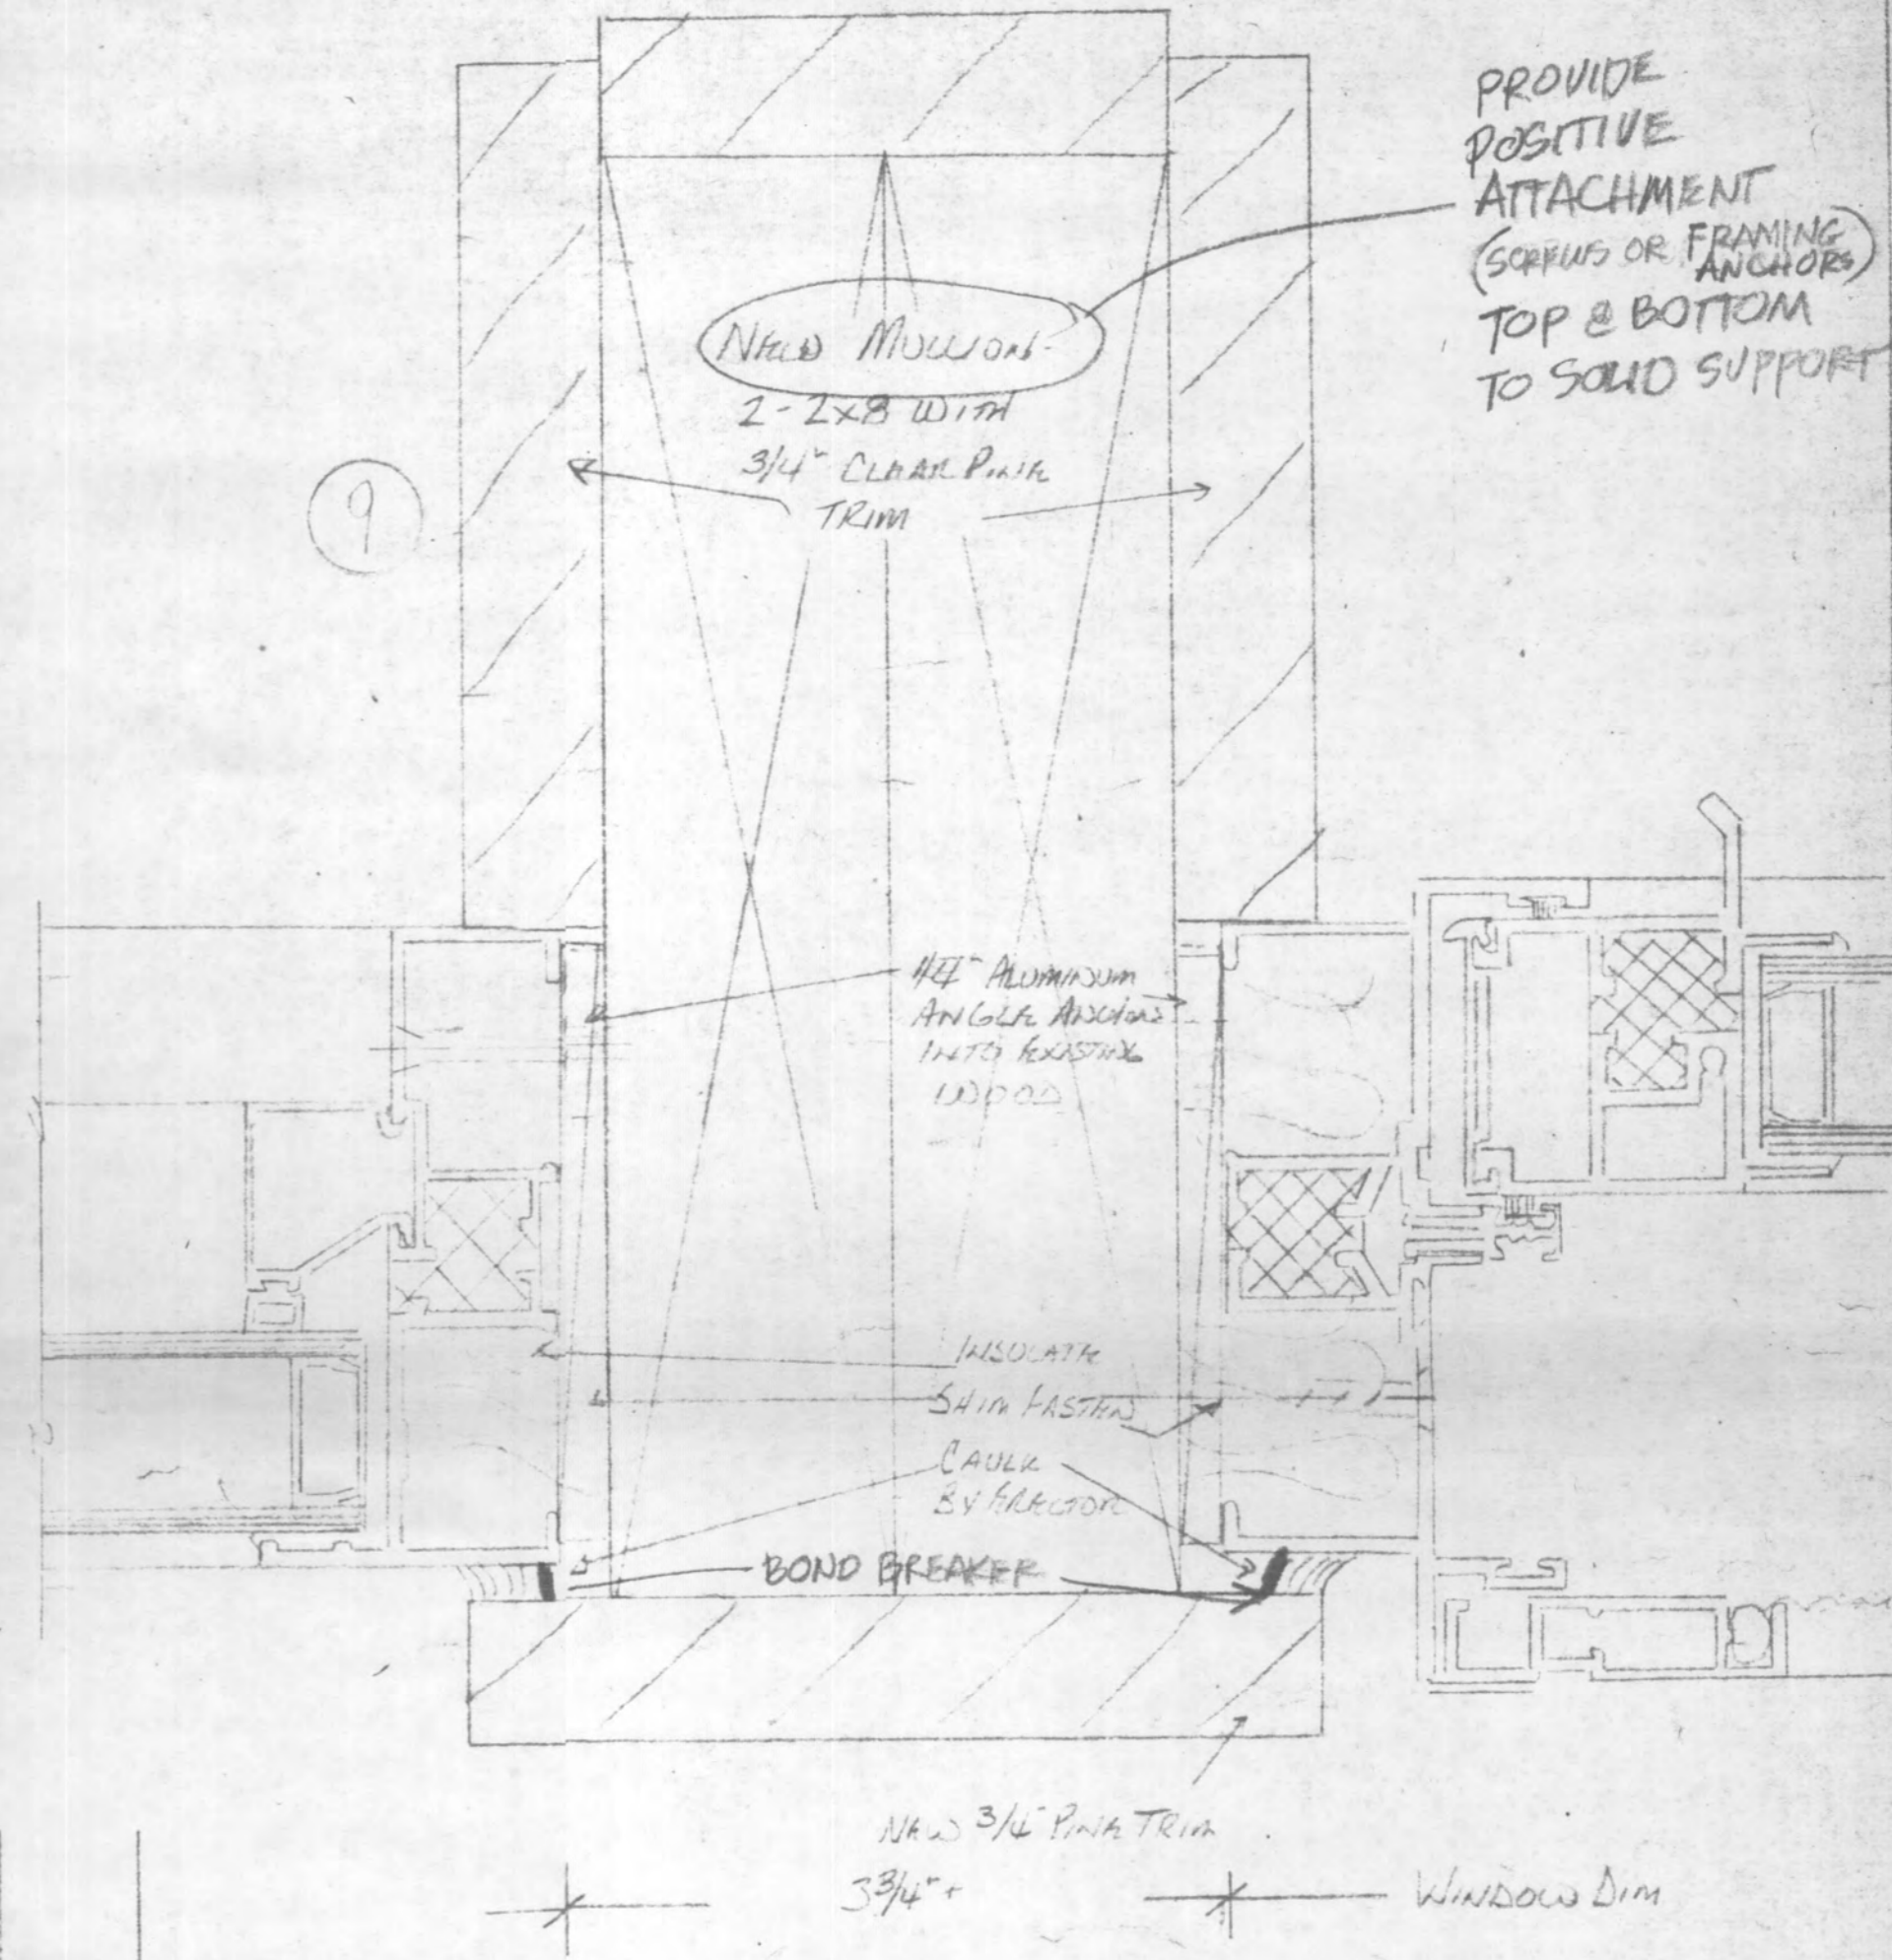 PROVIDE
POSITIVE
ATTACHMENT
(SCREWS OR FRAMING
ANCHORS)
TOP & BOTTOM
TO SOLID SUPPORT
NEW MULLION-
2-2x8 WITH
3/4" CLEAR PINE
TRIM
9
ALUMINUM
ANGLE ANCHORS
INTO EXISTING
WOOD
INSULATE
SHIM FASTEN
CAULK
BY ERECTOR
BOND BREAKER
NEW 3/4" PINE TRIM
3 3/4" +
WINDOW DIM